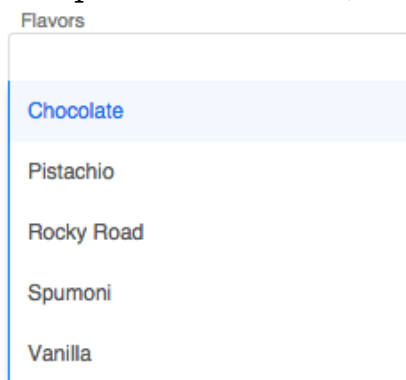 Flavors
Chocolate
Pistachio
Rocky Road
Spumoni
Vanilla